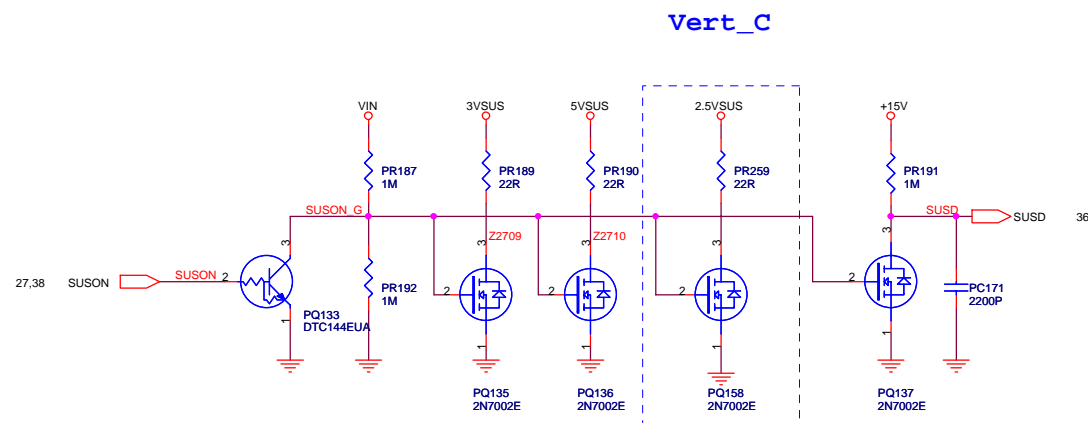 Vert_C
VIN
3VSUS
5VSUS
2.5VSUS
+15V
PR187
1M
PR189
22R
PR190
22R
PR259
22R
PR191
1M
SUSON_G
SUSD
SUSD
36
3
3
Z2709
3
Z2710
3
3
27,38
SUSON
SUSON
2
PR192
1M
2
2
2
2
PC171
2200P
PQ133
DTC144EUA
1
1
1
1
1
PQ135
2N7002E
PQ136
2N7002E
PQ158
2N7002E
PQ137
2N7002E